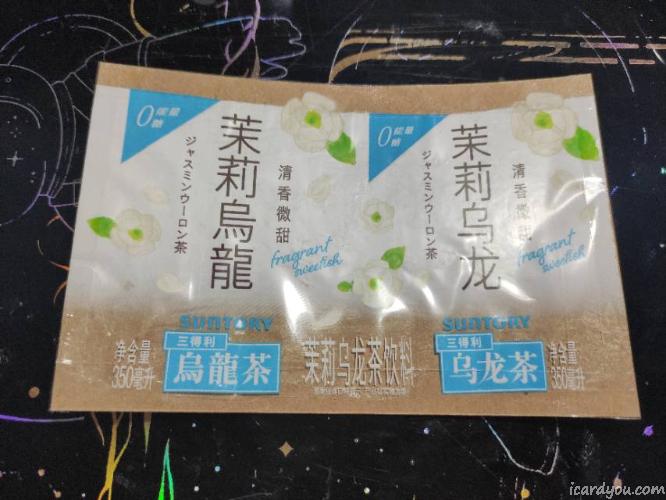 0能量
糖
茉莉烏龍
ジャスミンウーロン茶
清香微甜
fragrant
sweetish
SUNTORY
三得利
烏龍茶
净含量
350毫升
茉莉乌龙茶饮料
0能量
糖
茉莉乌龙
ジャスミンウーロン茶
清香微甜
fragrant
sweetish
SUNTORY
三得利
乌龙茶
净含量
350毫升
icardyou.com